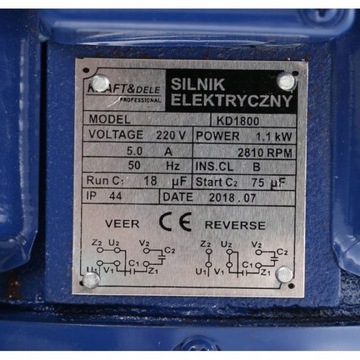 KRAFT&DELE
PROFESSIONAL
SILNIK
ELEKTRYCZNY
MODEL KD1800
VOLTAGE 220 V POWER 1.1 kW
5.0 A 2810 RPM
50 Hz INS.CL B
Run C1 18 µF Start C2 75 µF
IP 44 DATE 2018.07
VEER CE REVERSE
Z2 U2 V2 C2 Z2 U2 V2 C2
U1 V1 C1 Z1 U1 V1 C1 Z1